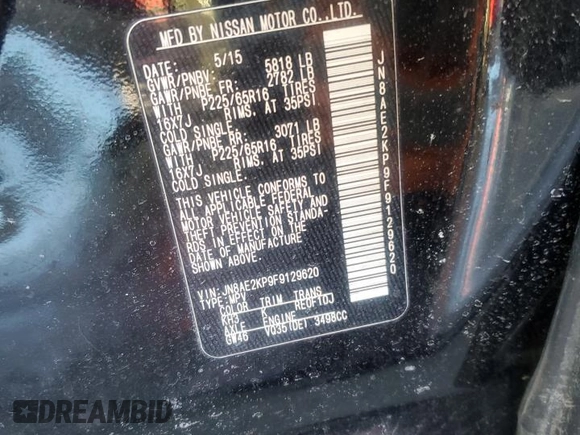 MFD BY NISSAN MOTOR CO.,LTD.
DATE: 5/15
GVWR/PNBV: 5818 LB
GAWR/PNBE FR: 2782 LB
WITH P225/65R16 TIRES
16X7J RIMS, AT 35PSI
COLD SINGLE
GAWR/PNBE RR: 3071 LB
WITH P225/65R16 TIRES
16X7J RIMS, AT 35PSI
COLD SINGLE
THIS VEHICLE CONFORMS TO
ALL APPLICABLE FEDERAL
MOTOR VEHICLE SAFETY AND
THEFT PREVENTION STANDA-
RDS IN EFFECT ON THE
DATE OF MANUFACTURE
SHOWN ABOVE.
VIN: JN8AE2KP9F9129620
TYPE: MPV
COLOR TRIM TRANS
KH3 K RE0F10J
AXLE ENGINE
GW46 VQ35(DE) 3498CC
JN8AE2KP9F9129620
DREAMBID